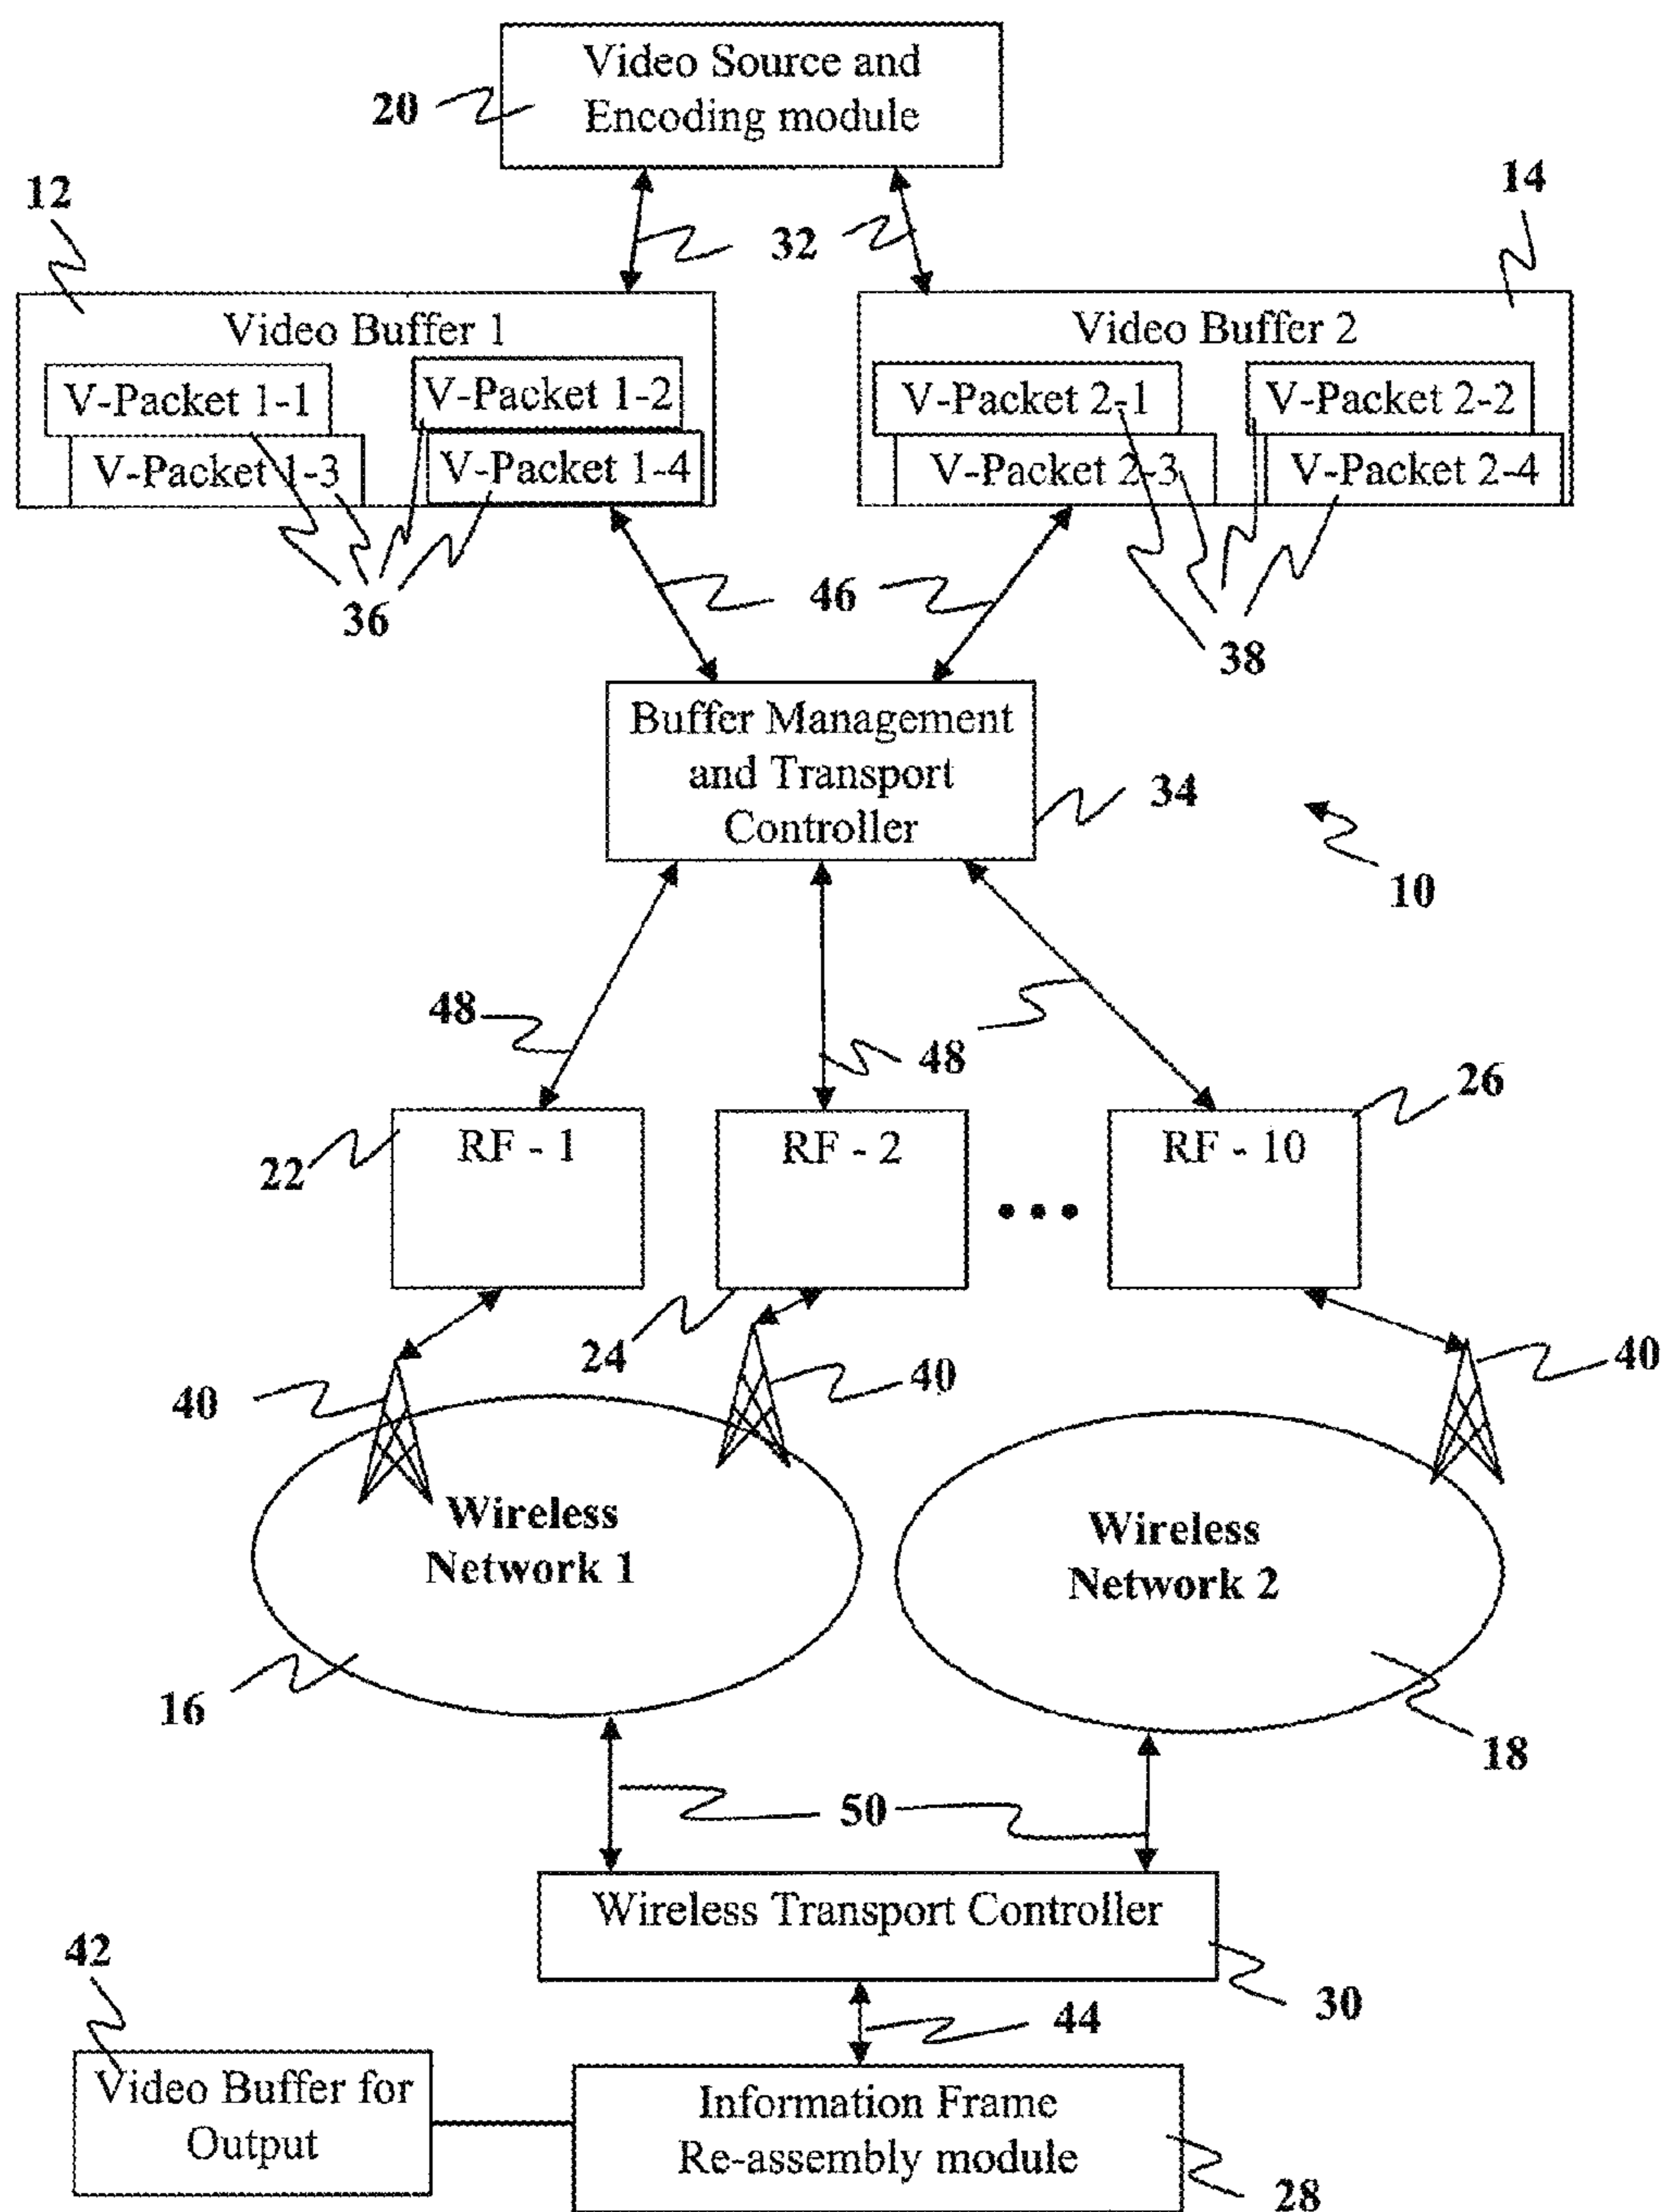 Video Source and
Encoding module
20
12
14
32
Video Buffer 1
Video Buffer 2
V-Packet 1-1
V-Packet 1-2
V-Packet 2-1
V-Packet 2-2
V-Packet 1-3
V-Packet 1-4
V-Packet 2-3
V-Packet 2-4
36
46
38
Buffer Management
and Transport
Controller
34
10
48
48
26
RF - 1
RF - 2
RF - 10
22
24
40
40
40
Wireless
Network 1
Wireless
Network 2
16
18
50
Wireless Transport Controller
42
30
44
Video Buffer for
Output
Information Frame
Re-assembly module
28